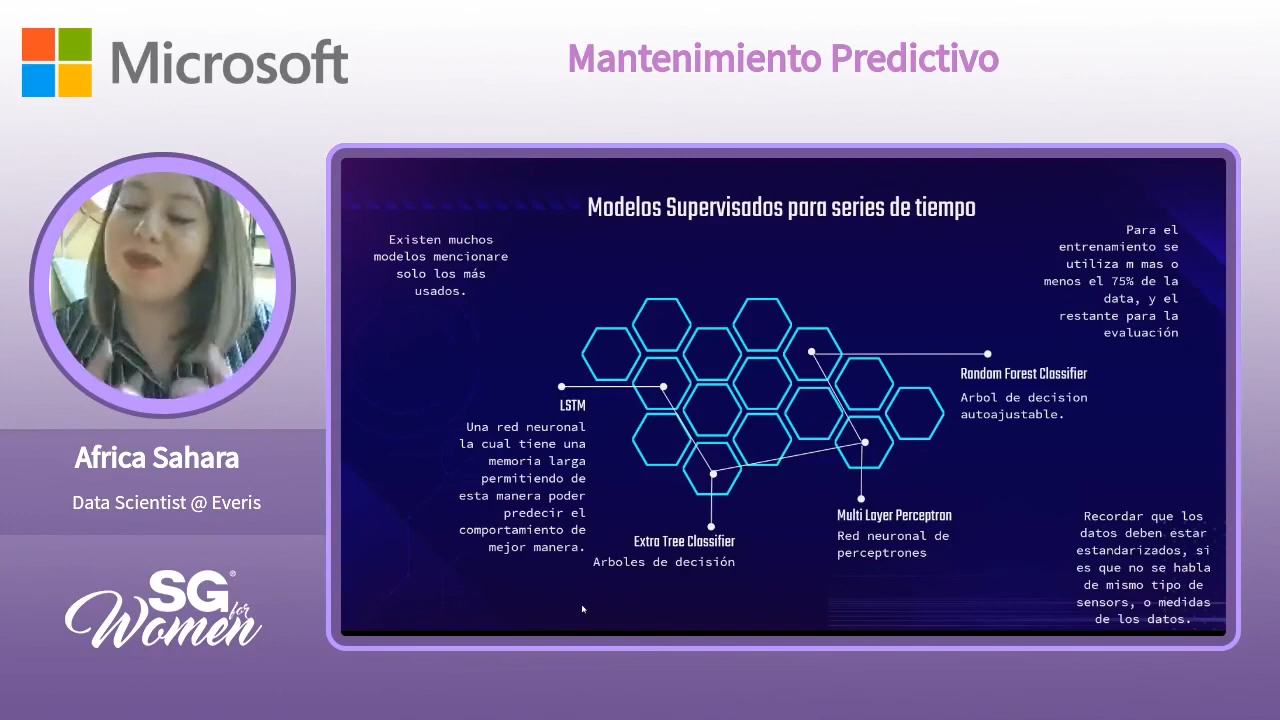 Microsoft
Mantenimiento Predictivo
Modelos Supervisados para series de tiempo
Existen muchos
modelos mencionare
solo los más
usados.
Para el
entrenamiento se
utiliza m mas o
menos el 75% de la
data, y el
restante para la
evaluación
Random Forest Classifier
Arbol de decision
autoajustable.
LSTM
Una red neuronal
la cual tiene una
memoria larga
permitiendo de
esta manera poder
predecir el
comportamiento de
mejor manera.
Extra Tree Classifier
Arboles de decisión
Multi Layer Perceptron
Red neuronal de
perceptrones
Recordar que los
datos deben estar
estandarizados, si
es que no se habla
de mismo tipo de
sensors, o medidas
de los datos.
Africa Sahara
Data Scientist @ Everis
SG®
for
Women